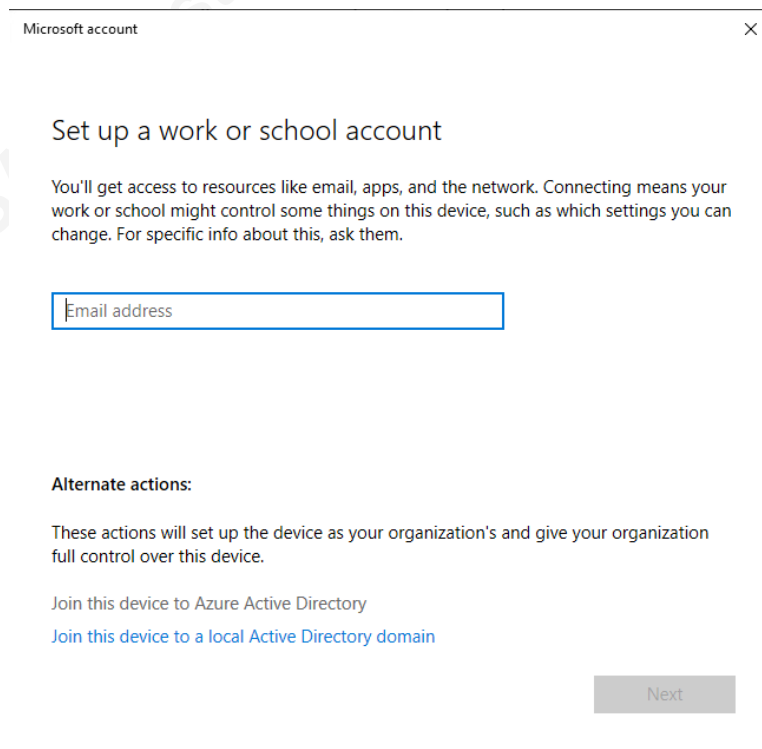 Microsoft account
Set up a work or school account
You'll get access to resources like email, apps, and the network. Connecting means your
work or school might control some things on this device, such as which settings you can
change. For specific info about this, ask them.
Email address
Alternate actions:
These actions will set up the device as your organization's and give your organization
full control over this device.
Join this device to Azure Active Directory
Join this device to a local Active Directory domain
Next